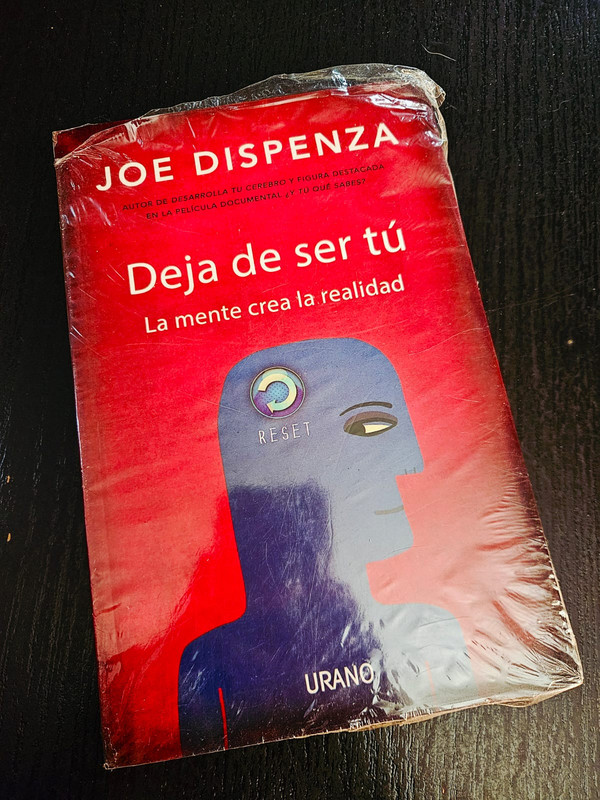 JOE DISPENZA
AUTOR DE DESARROLLA TU CEREBRO Y FIGURA DESTACADA
EN LA PELÍCULA DOCUMENTAL ¿Y TÚ QUÉ SABES?
Deja de ser tú
La mente crea la realidad
RESET
URANO